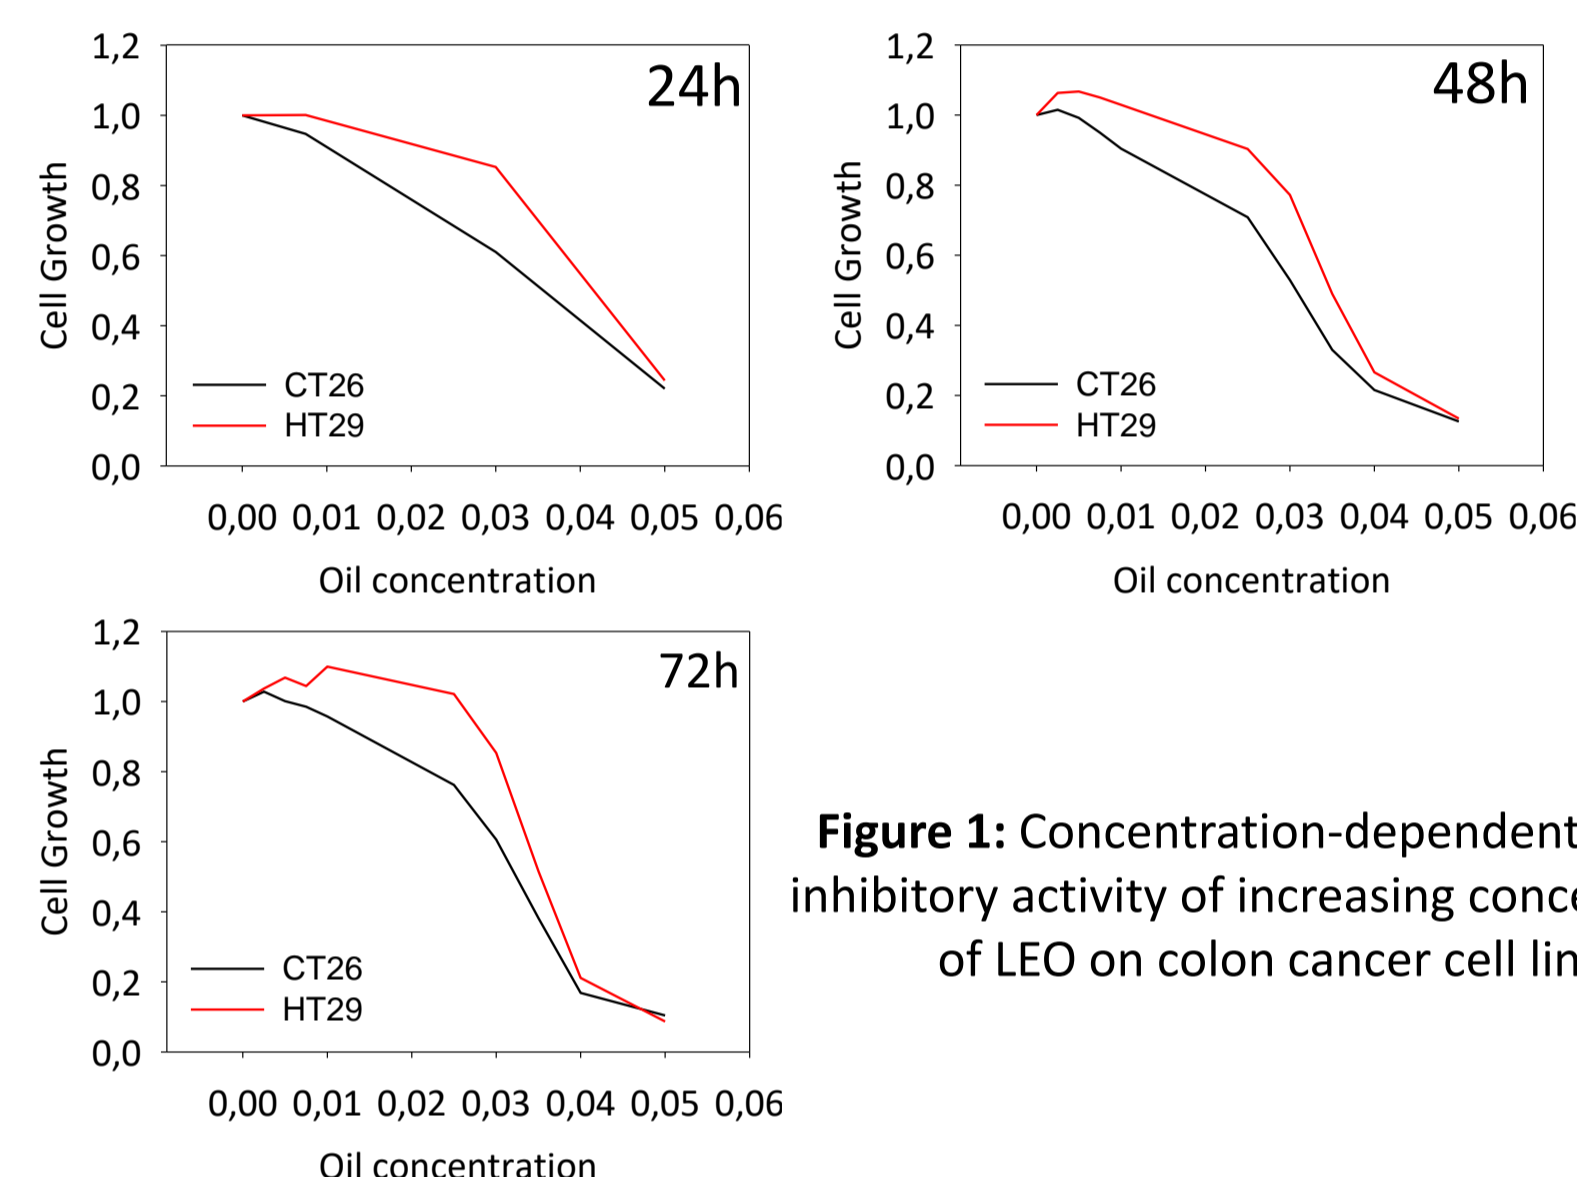 1,2
1,0
0,8
0,6
0,4
0,2
0,0
Cell Growth
24h
CT26
HT29
0,00 0,01 0,02 0,03 0,04 0,05 0,06
Oil concentration
1,2
1,0
0,8
0,6
0,4
0,2
0,0
Cell Growth
48h
CT26
HT29
0,00 0,01 0,02 0,03 0,04 0,05 0,06
Oil concentration
1,2
1,0
0,8
0,6
0,4
0,2
0,0
Cell Growth
72h
CT26
HT29
0,00 0,01 0,02 0,03 0,04 0,05 0,06
Oil concentration
Figure 1: Concentration-dependent
inhibitory activity of increasing
of LEO on colon cancer cell